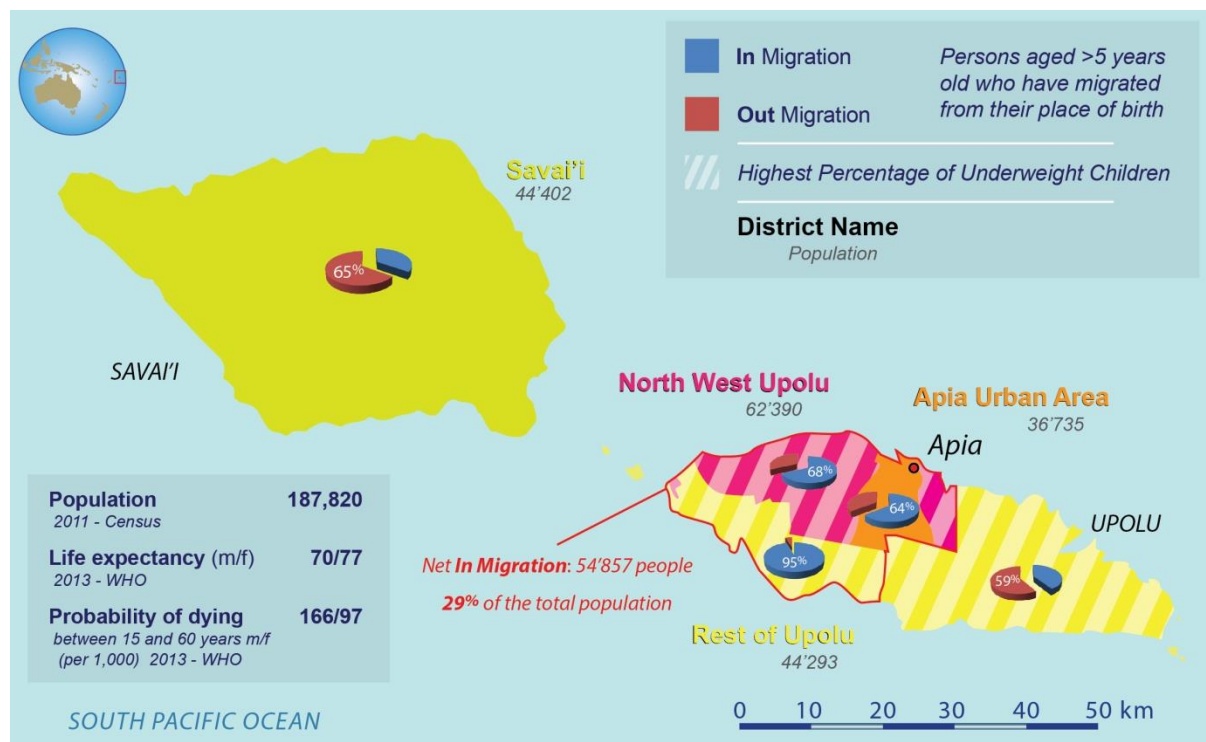 In Migration
Out Migration
Persons aged >5 years
old who have migrated
from their place of birth
Highest Percentage of Underweight Children
District Name
Population
Savai'i
44'402
65%
SAVAI'I
North West Upolu
62'390
Apia Urban Area
36'735
Apia
68%
64%
UPOLU
95%
59%
Net In Migration: 54'857 people
29% of the total population
Rest of Upolu
44'293
Population 187,820
2011 - Census
Life expectancy (m/f) 70/77
2013 - WHO
Probability of dying 166/97
between 15 and 60 years m/f
(per 1,000) 2013 - WHO
SOUTH PACIFIC OCEAN
0 10 20 30 40 50 km